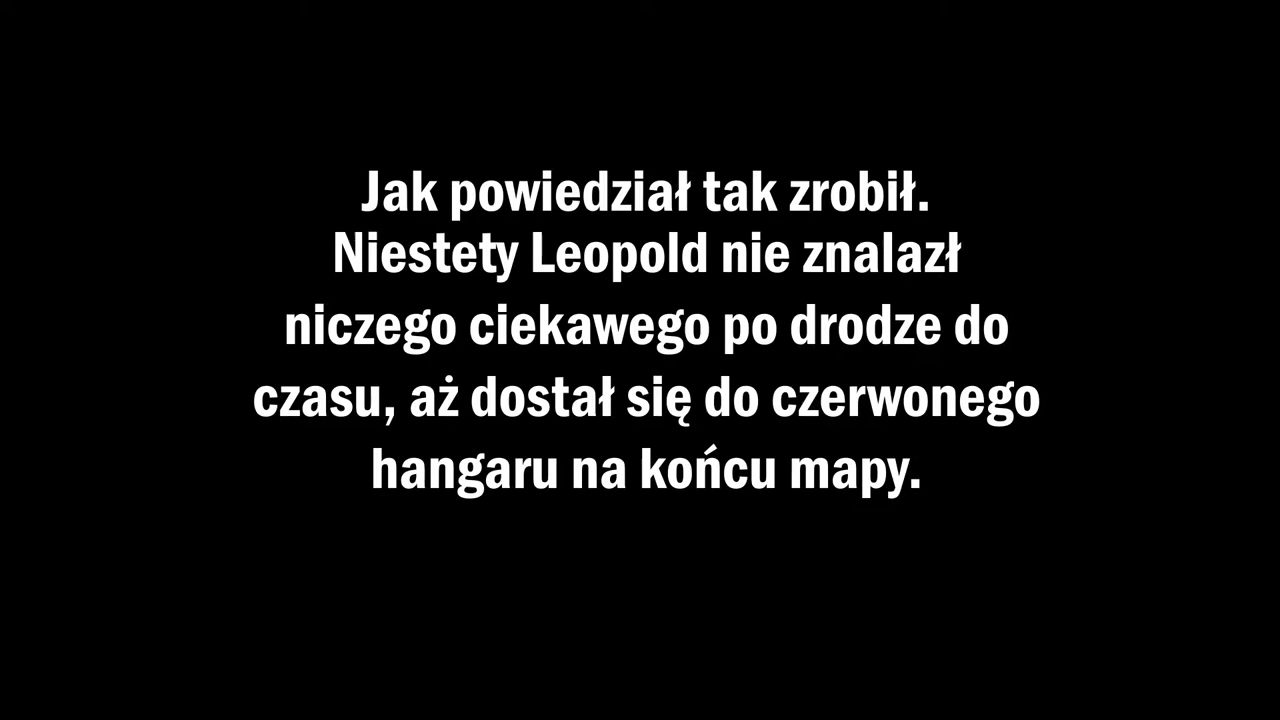 Jak powiedział tak zrobił.
Niestety Leopold nie znalazł
niczego ciekawego po drodze do
czasu, aż dostał się do czerwonego
hangaru na końcu mapy.